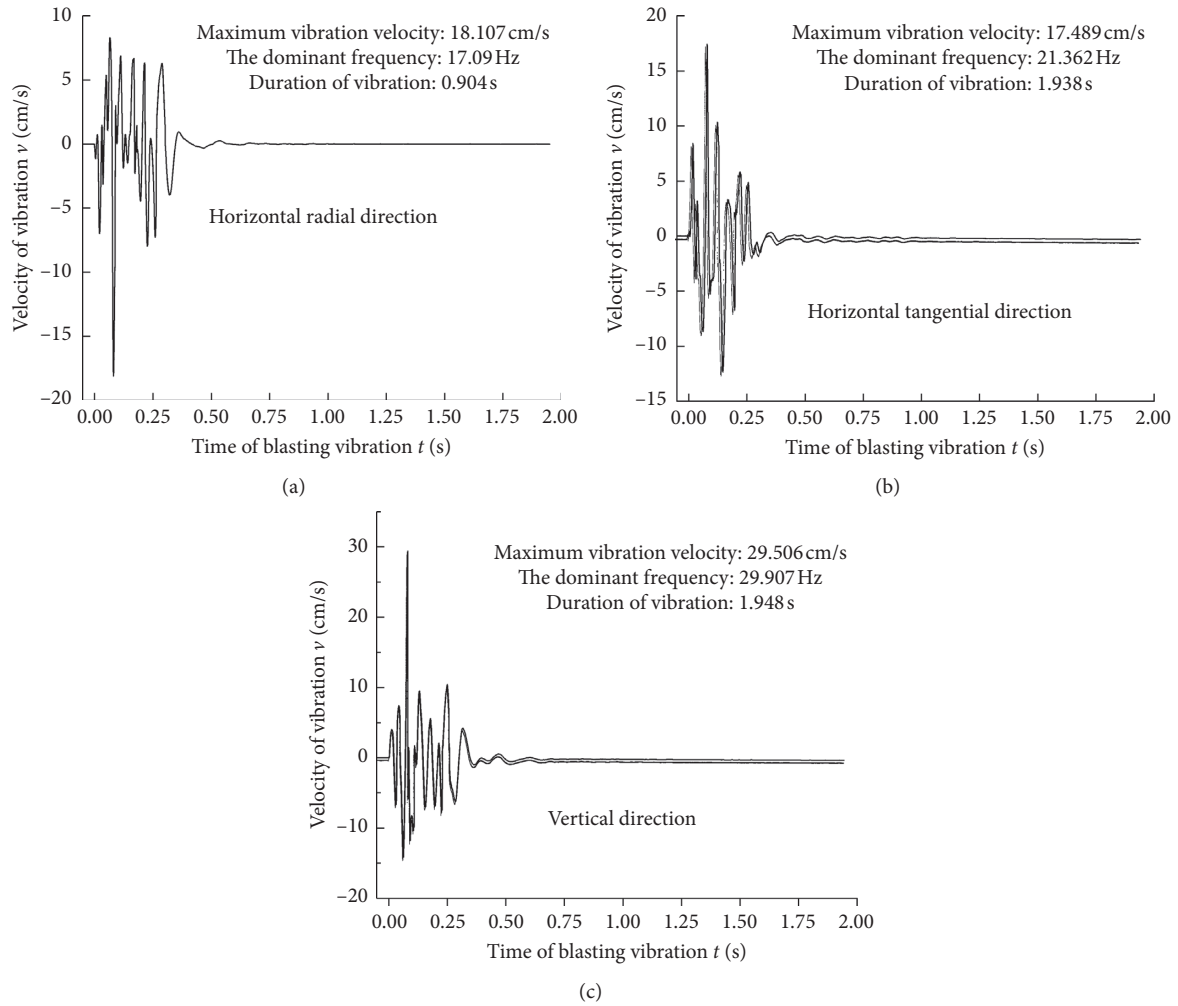 10
5
0
−5
−10
−15
−20
Velocity of vibration v (cm/s)
Maximum vibration velocity: 18.107 cm/s
The dominant frequency: 17.09 Hz
Duration of vibration: 0.904 s
Horizontal radial direction
0.00 0.25 0.50 0.75 1.00 1.25 1.50 1.75 2.00
Time of blasting vibration t (s)
(a)
20
15
10
5
0
−5
−10
−15
Velocity of vibration v (cm/s)
Maximum vibration velocity: 17.489 cm/s
The dominant frequency: 21.362 Hz
Duration of vibration: 1.938 s
Horizontal tangential direction
0.00 0.25 0.50 0.75 1.00 1.25 1.50 1.75 2.00
Time of blasting vibration t (s)
(b)
30
20
10
0
−10
−20
Velocity of vibration v (cm/s)
Maximum vibration velocity: 29.506 cm/s
The dominant frequency: 29.907 Hz
Duration of vibration: 1.948 s
Vertical direction
0.00 0.25 0.50 0.75 1.00 1.25 1.50 1.75 2.00
Time of blasting vibration t (s)
(c)